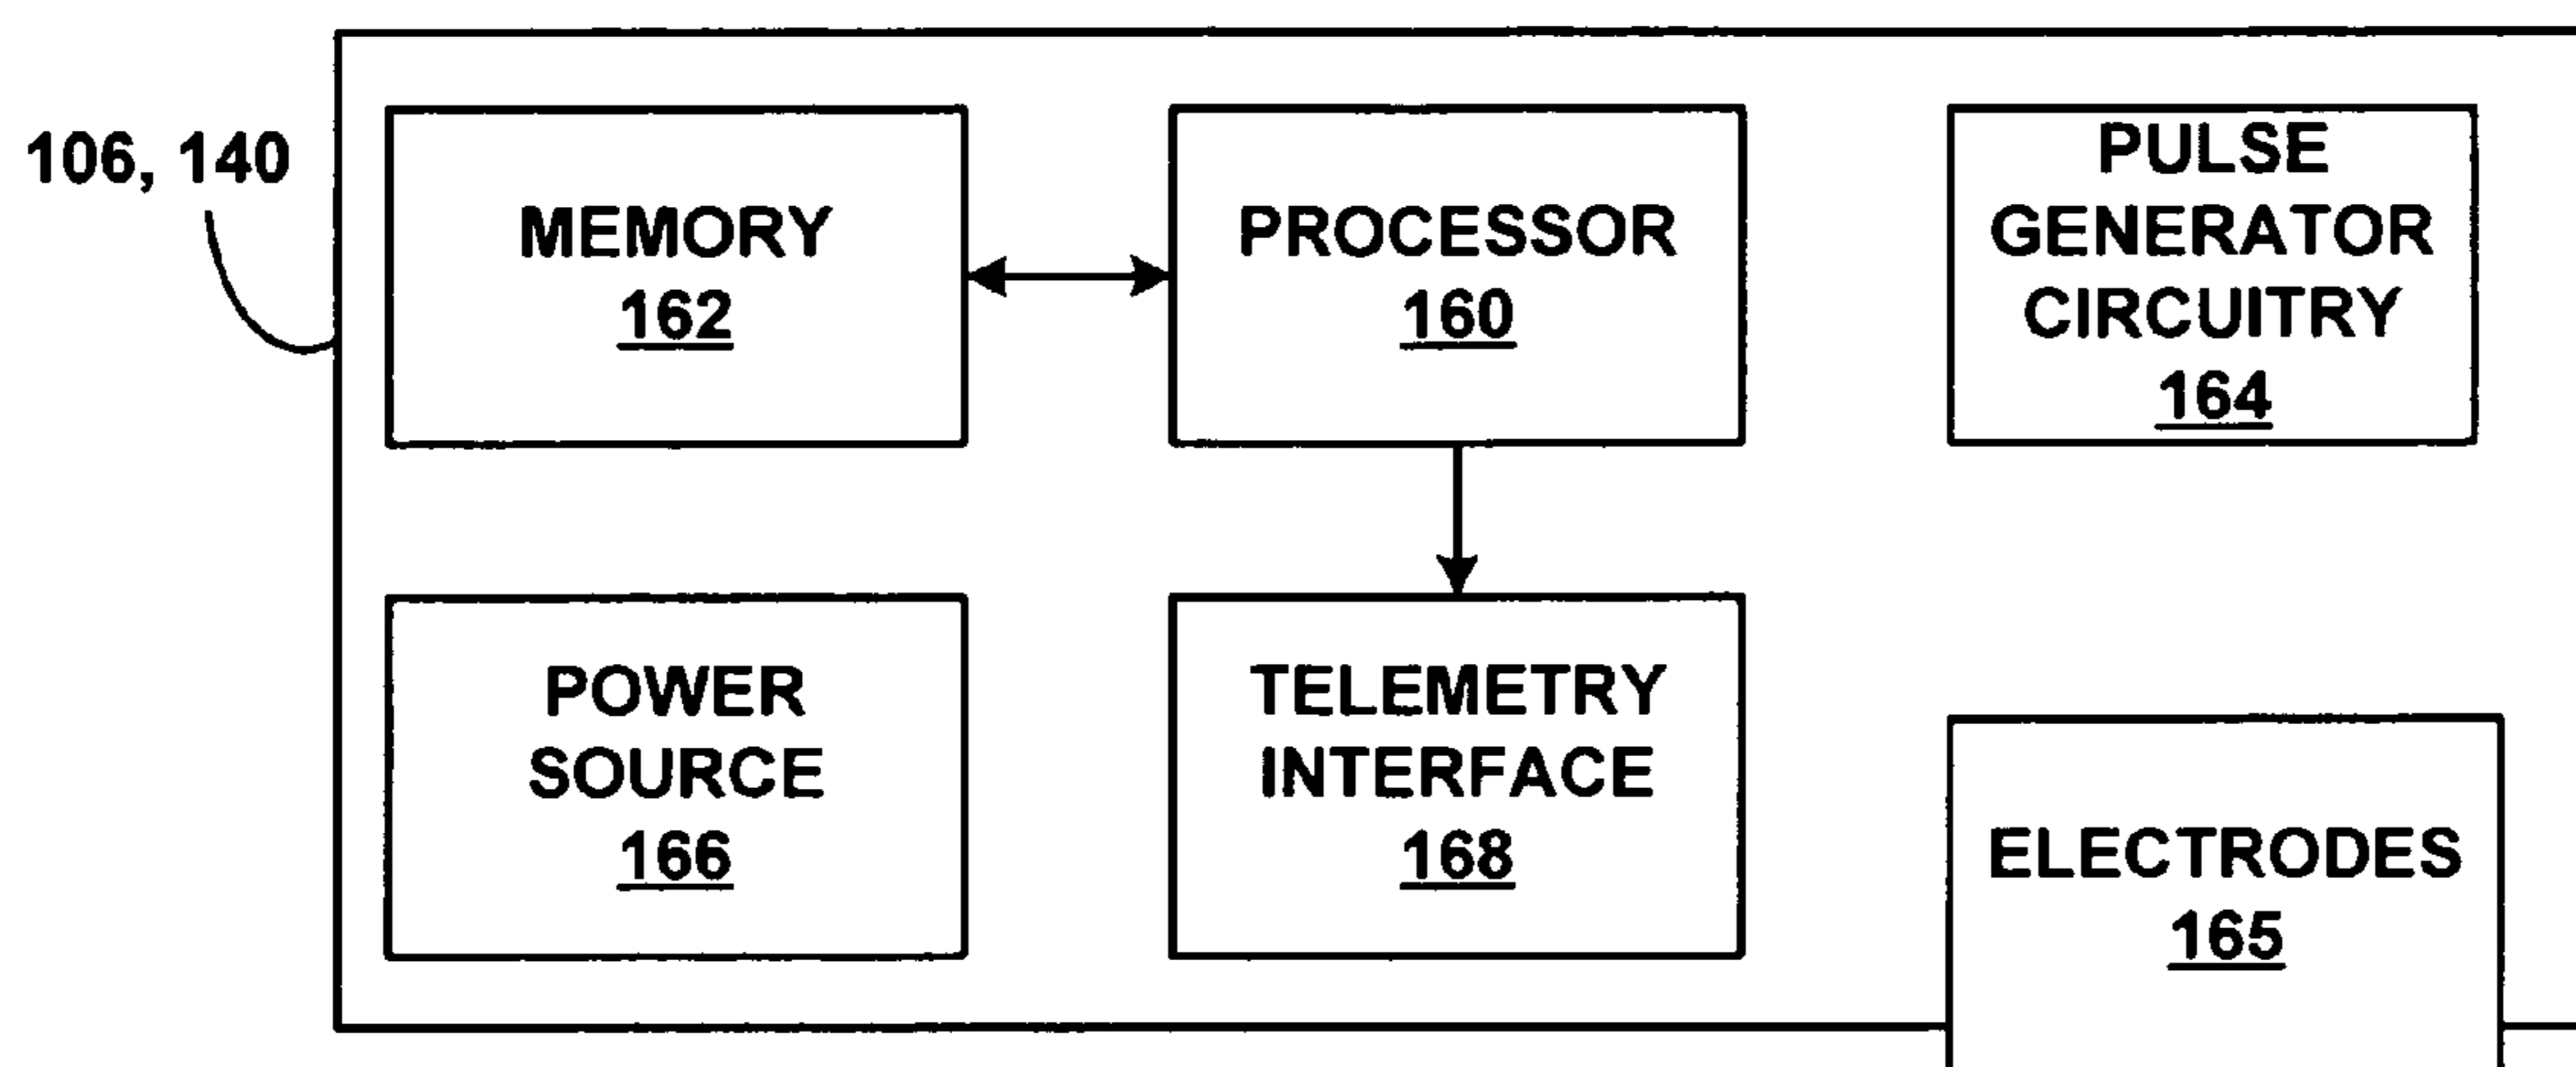 106, 140
MEMORY
162
PROCESSOR
160
PULSE
GENERATOR
CIRCUITRY
164
POWER
SOURCE
166
TELEMETRY
INTERFACE
168
ELECTRODES
165